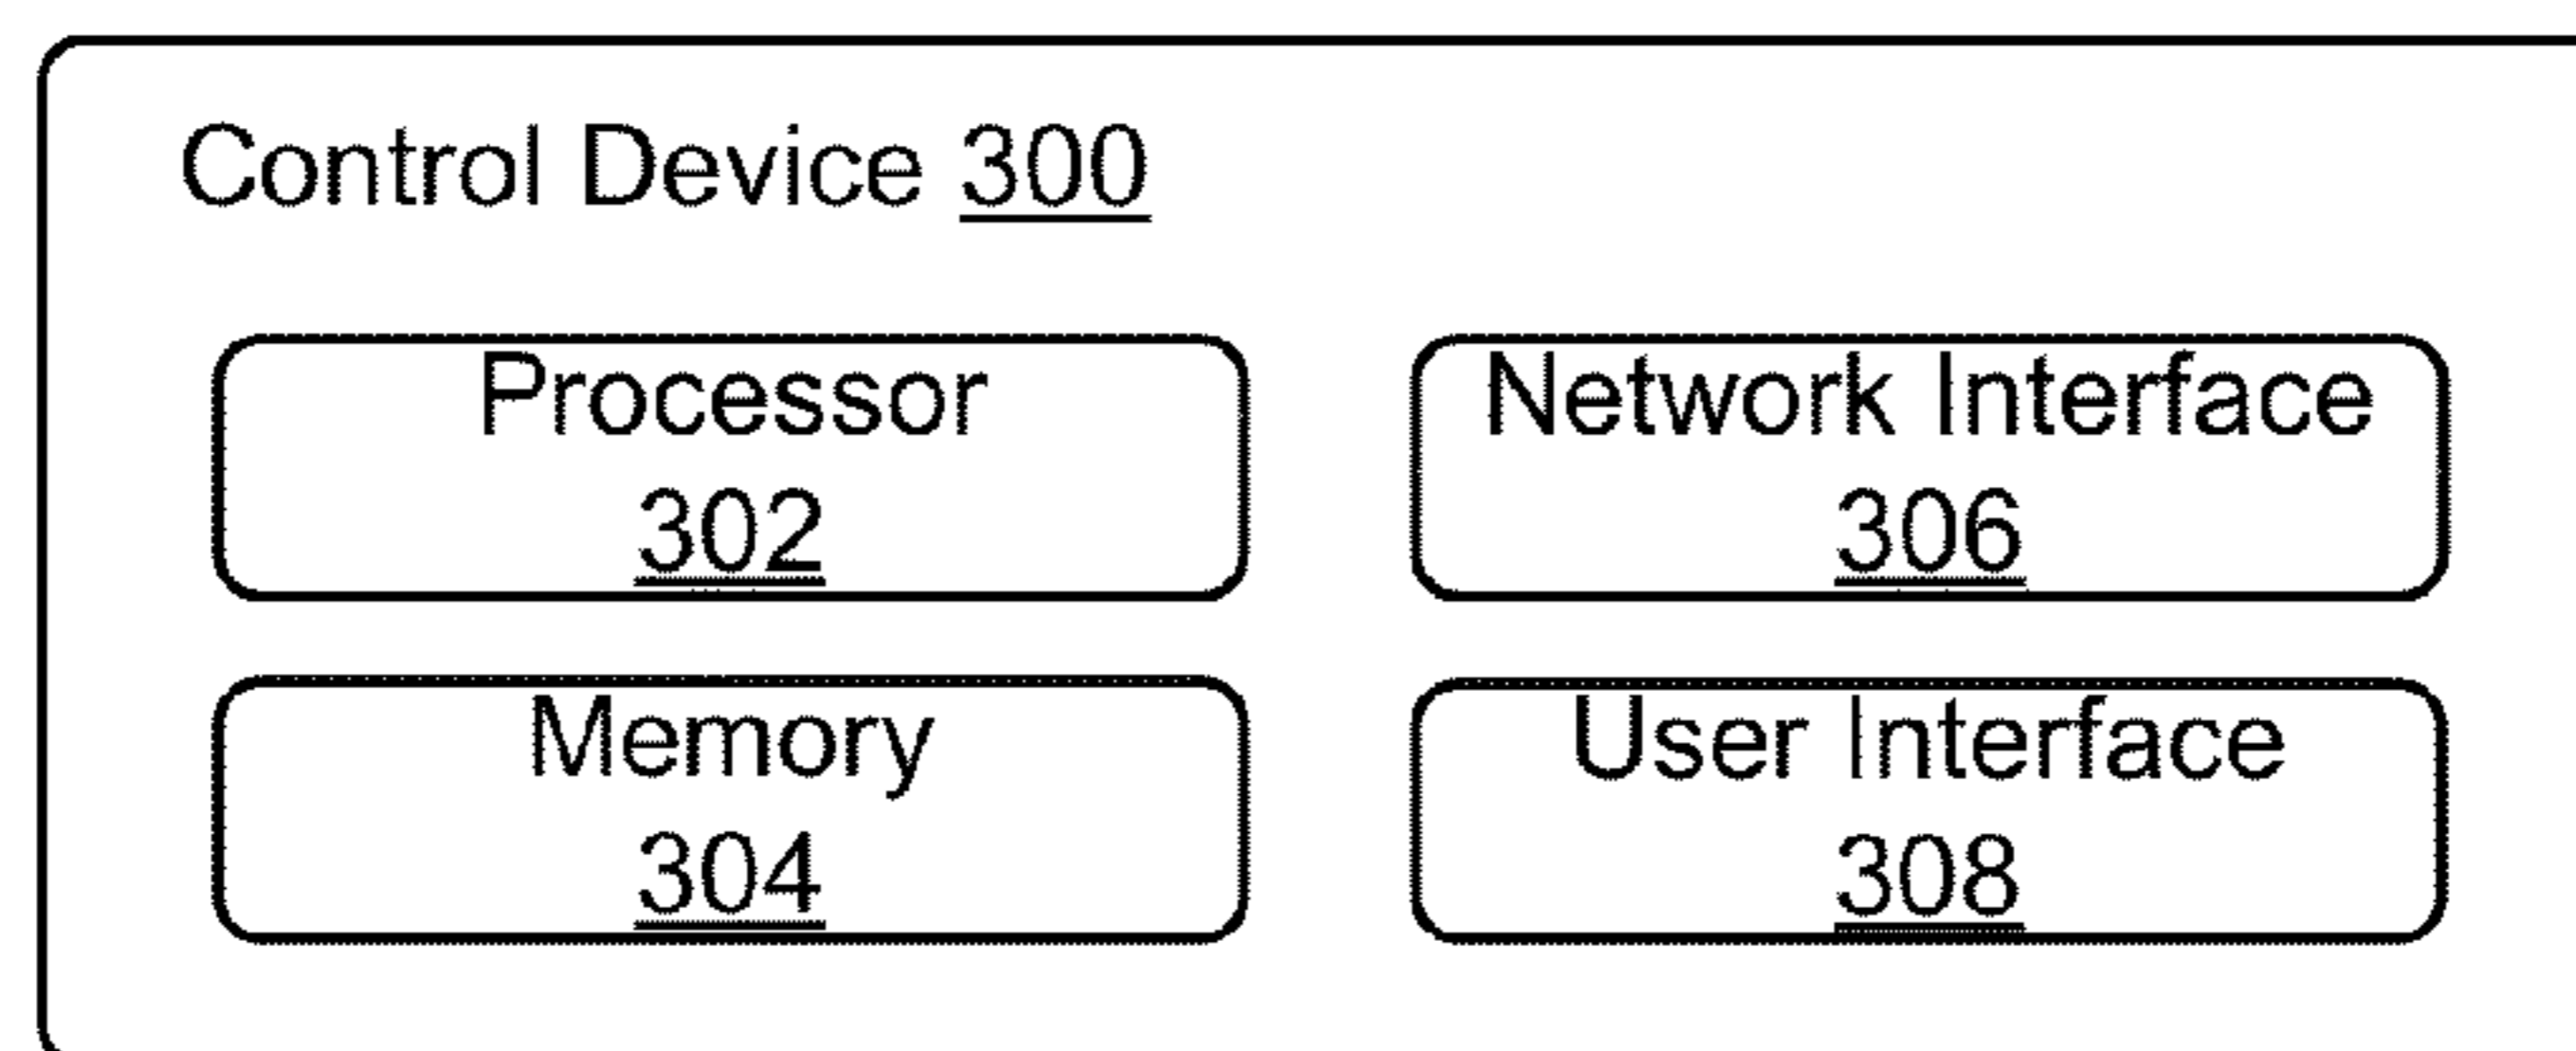 Control Device 300
Processor
302
Network Interface
306
Memory
304
User Interface
308